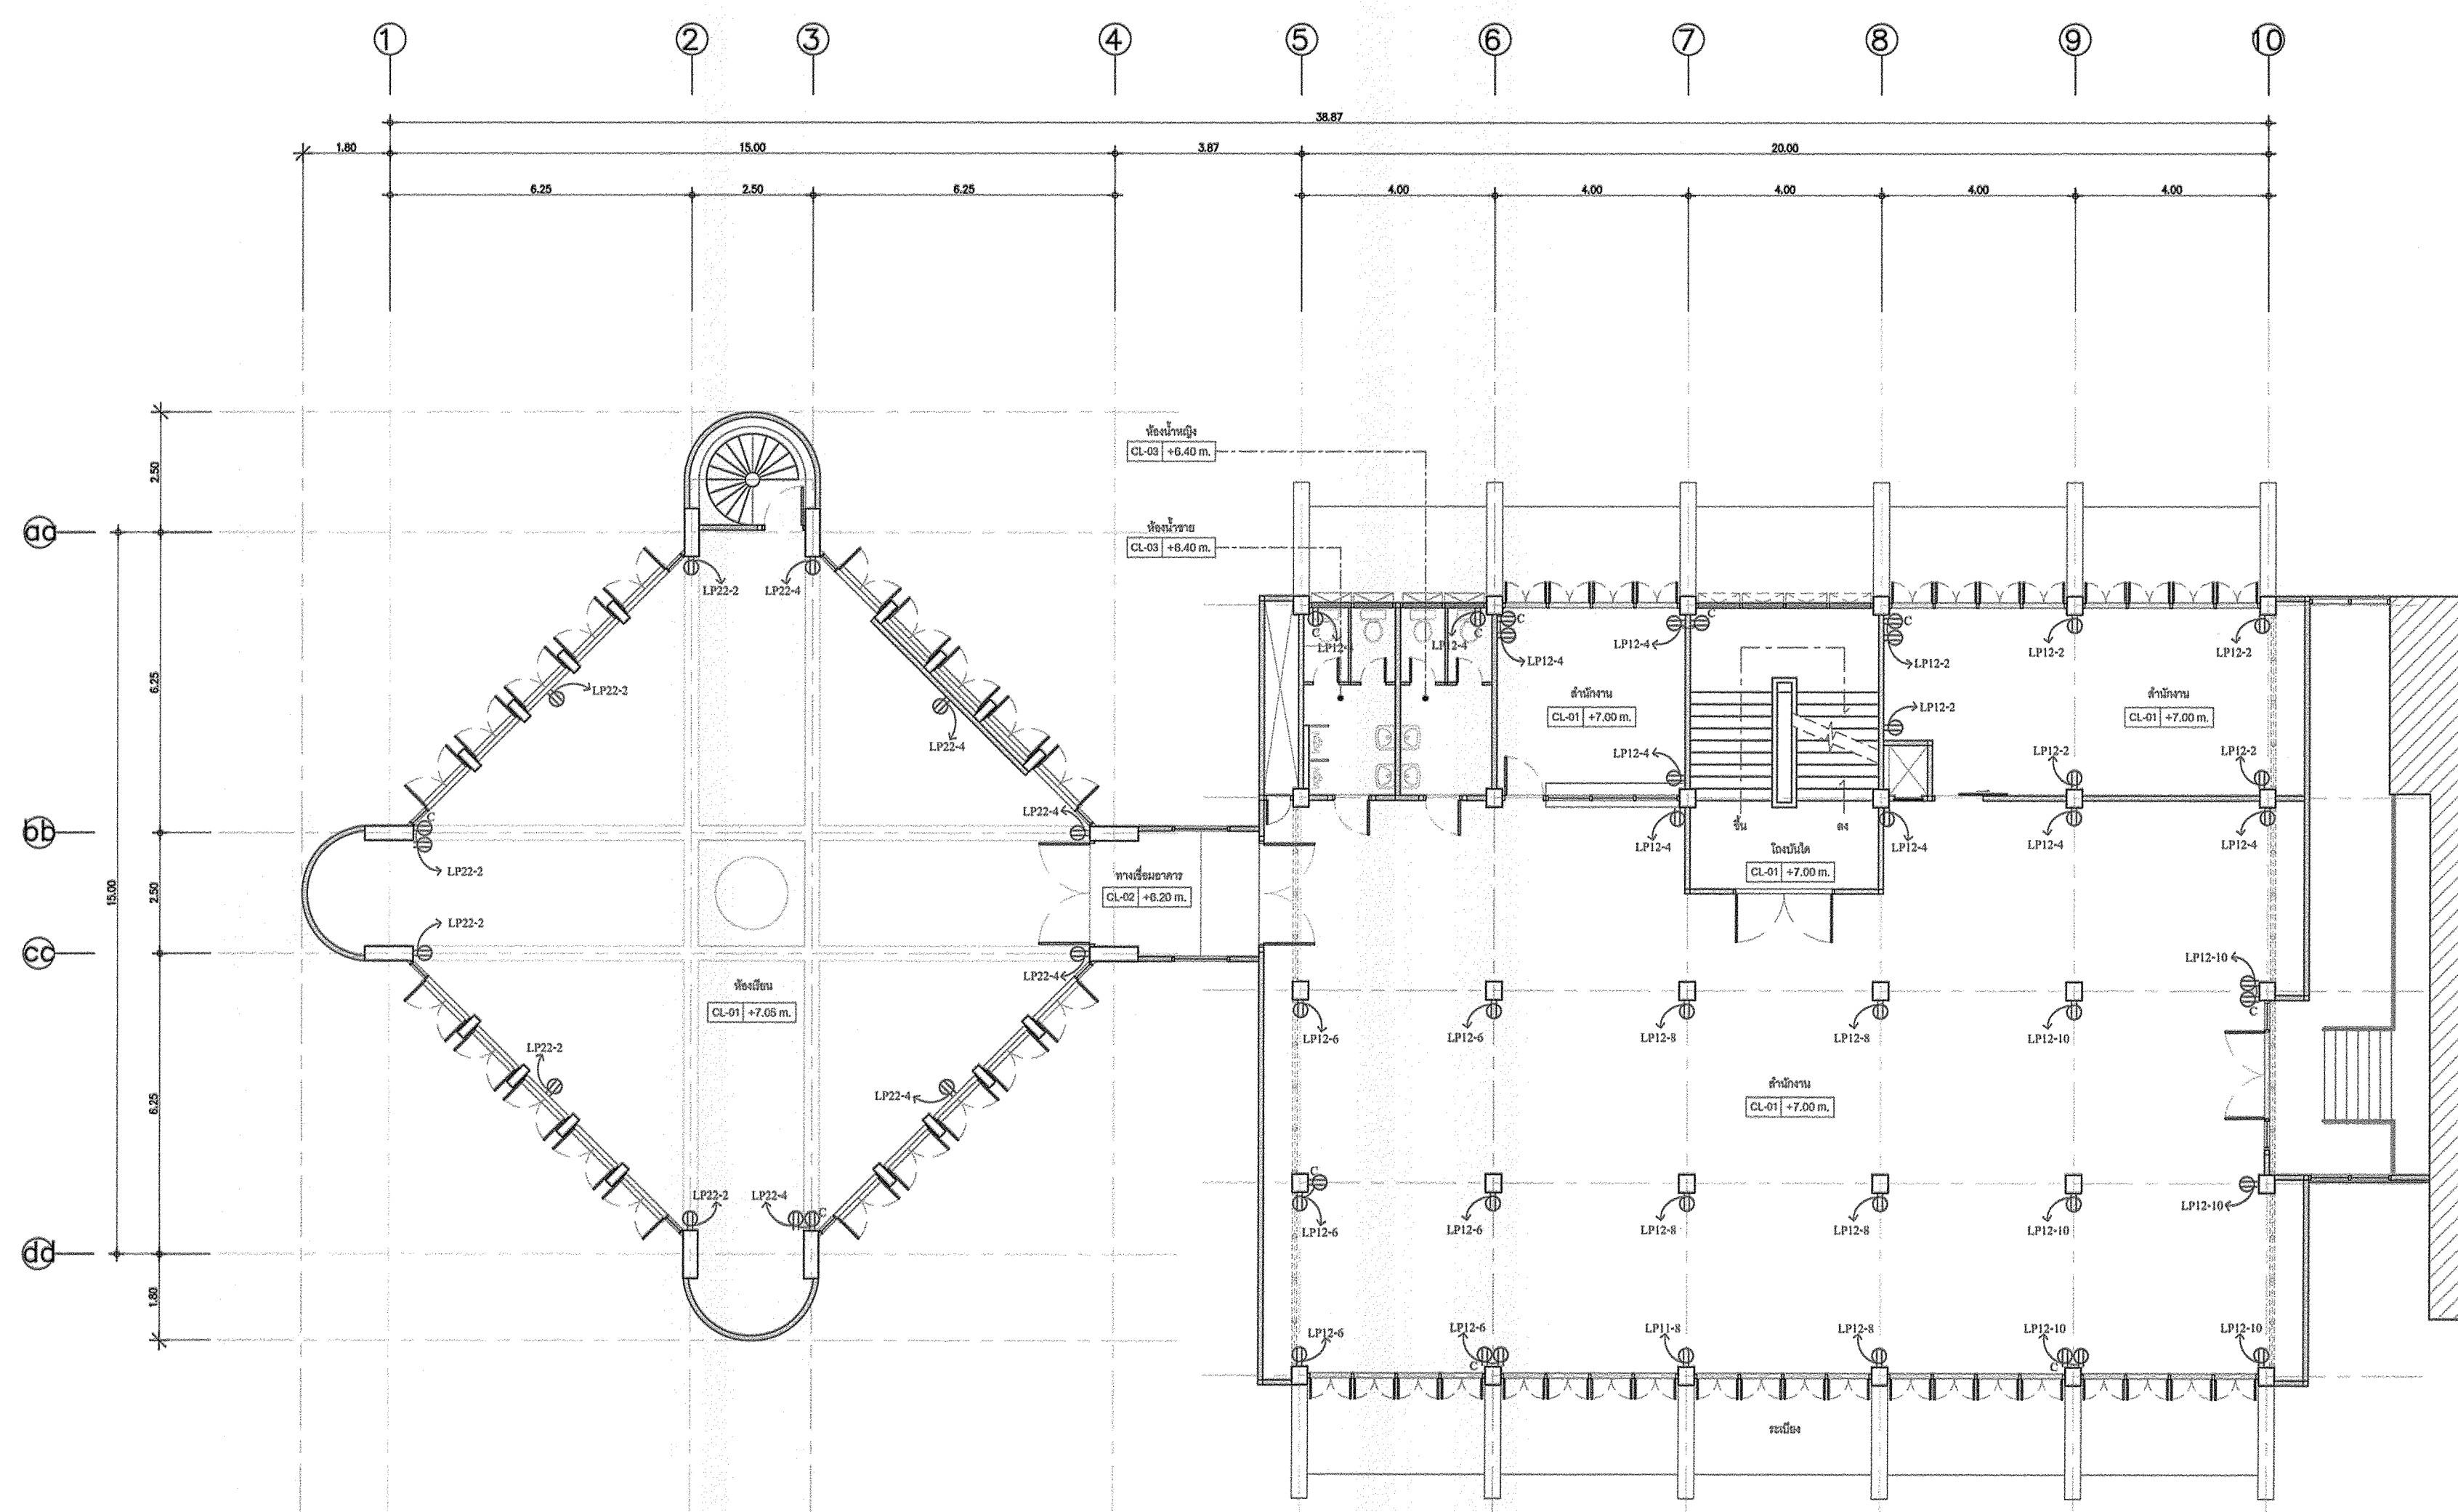 1 2 3 4 5 6 7 8 9 10
38.87
1.80 15.00 3.87 20.00
6.25 2.50 6.25 4.00 4.00 4.00 4.00 4.00
2.50
ห้องน้ำหญิง
CL-03 +6.40 m.
aa
ห้องน้ำชาย
CL-03 +6.40 m.
LP22-2 LP22-4
C C C C C
LP12-4 LP12-4 LP12-4 LP12-4 LP12-2 LP12-2 LP12-2
6.25
LP22-2
สำนักงาน
CL-01 +7.00 m.
LP12-2
สำนักงาน
CL-01 +7.00 m.
LP22-4
LP12-4 LP12-2 LP12-2
LP22-4
bb
C
ขึ้น ลง
LP12-4 LP12-4 LP12-4 LP12-4
LP22-2
โถงบันได
CL-01 +7.00 m.
ทางเชื่อมอาคาร
CL-02 +6.20 m.
15.00
2.50
LP22-2
cc
LP12-10
LP22-4
ห้องเรียน
CL-01 +7.05 m.
C
LP12-6 LP12-6 LP12-8 LP12-8 LP12-10
LP22-2
สำนักงาน
CL-01 +7.00 m.
LP22-4
6.25
C
LP22-2 LP22-4 C
LP12-10
LP12-6 LP12-6 LP12-8 LP12-8 LP12-10
dd
1.80
LP12-6 LP12-6 LP11-8 LP12-8 LP12-10 LP12-10
C C
ระเบียง